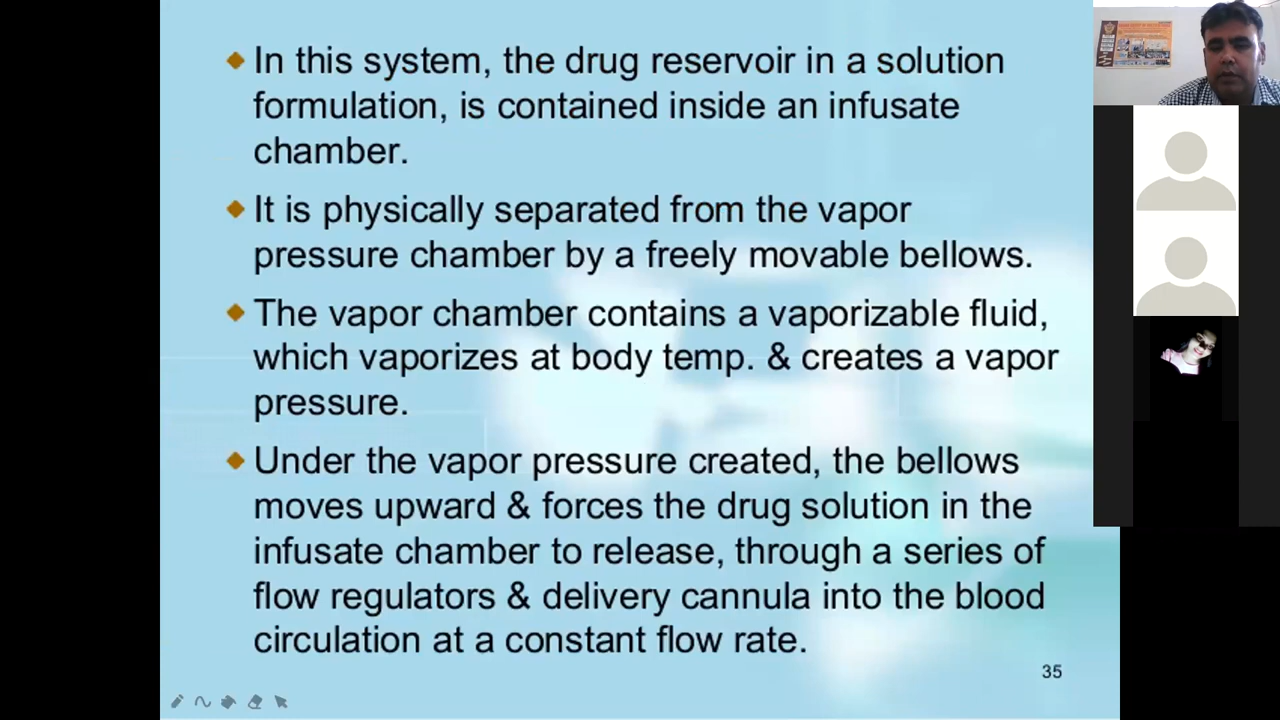 In this system, the drug reservoir in a solution
formulation, is contained inside an infusate
chamber.
It is physically separated from the vapor
pressure chamber by a freely movable bellows.
The vapor chamber contains a vaporizable fluid,
which vaporizes at body temp. & creates a vapor
pressure.
Under the vapor pressure created, the bellows
moves upward & forces the drug solution in the
infusate chamber to release, through a series of
flow regulators & delivery cannula into the blood
circulation at a constant flow rate.
35